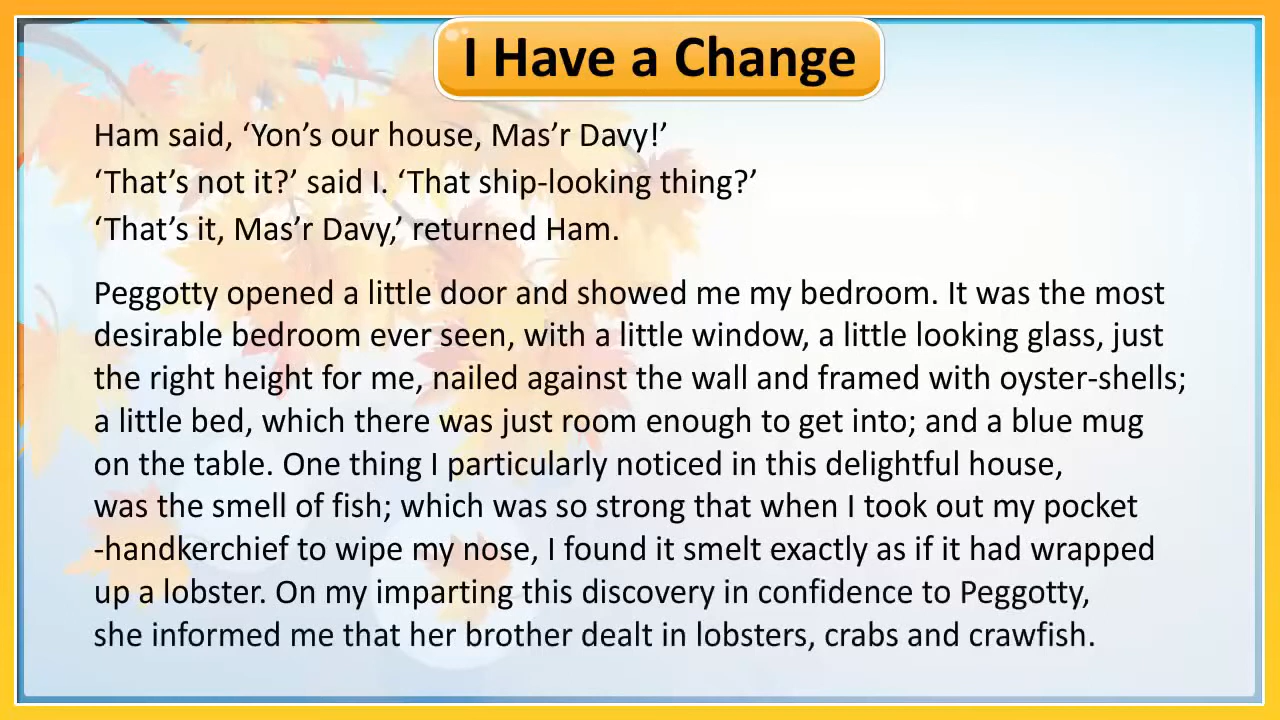 I Have a Change
Ham said, ‘Yon’s our house, Mas’r Davy!’
‘That’s not it?’ said I. ‘That ship-looking thing?’
‘That’s it, Mas’r Davy,’ returned Ham.
Peggotty opened a little door and showed me my bedroom. It was the most
desirable bedroom ever seen, with a little window, a little looking glass, just
the right height for me, nailed against the wall and framed with oyster-shells;
a little bed, which there was just room enough to get into; and a blue mug
on the table. One thing I particularly noticed in this delightful house,
was the smell of fish; which was so strong that when I took out my pocket
-handkerchief to wipe my nose, I found it smelt exactly as if it had wrapped
up a lobster. On my imparting this discovery in confidence to Peggotty,
she informed me that her brother dealt in lobsters, crabs and crawfish.